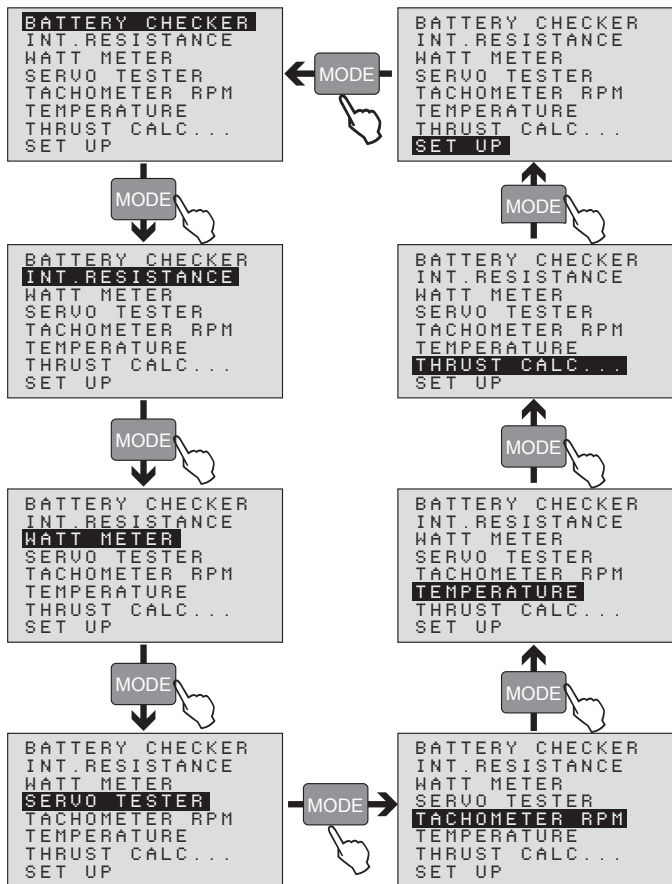 BATTERY CHECKER
INT.RESISTANCE
WATT METER
SERVO TESTER
TACHOMETER RPM
TEMPERATURE
THRUST CALC...
SET UP
MODE
BATTERY CHECKER
INT.RESISTANCE
WATT METER
SERVO TESTER
TACHOMETER RPM
TEMPERATURE
THRUST CALC...
SET UP
MODE
BATTERY CHECKER
INT.RESISTANCE
WATT METER
SERVO TESTER
TACHOMETER RPM
TEMPERATURE
THRUST CALC...
SET UP
MODE
BATTERY CHECKER
INT.RESISTANCE
WATT METER
SERVO TESTER
TACHOMETER RPM
TEMPERATURE
THRUST CALC...
SET UP
MODE
BATTERY CHECKER
INT.RESISTANCE
WATT METER
SERVO TESTER
TACHOMETER RPM
TEMPERATURE
THRUST CALC...
SET UP
MODE
BATTERY CHECKER
INT.RESISTANCE
WATT METER
SERVO TESTER
TACHOMETER RPM
TEMPERATURE
THRUST CALC...
SET UP
MODE
BATTERY CHECKER
INT.RESISTANCE
WATT METER
SERVO TESTER
TACHOMETER RPM
TEMPERATURE
THRUST CALC...
SET UP
MODE
BATTERY CHECKER
INT.RESISTANCE
WATT METER
SERVO TESTER
TACHOMETER RPM
TEMPERATURE
THRUST CALC...
SET UP
MODE